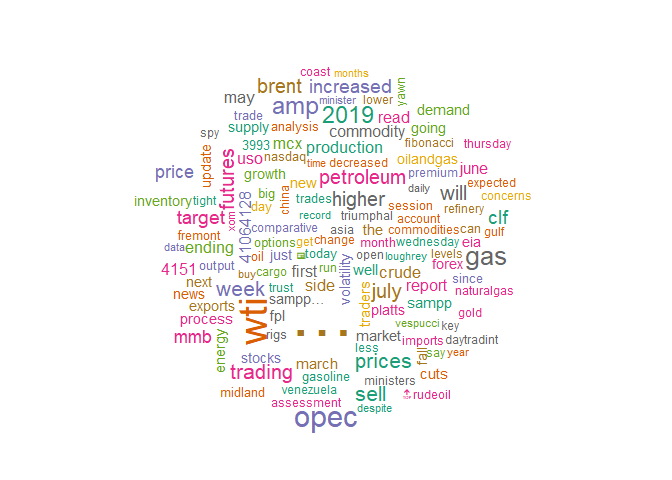 coast months
brent increased yawn
may amp minister lower
trade 2019 read demand
supply analysis commodity going
spy 3993 mcx production fibonacci thursday
update uso nasdaq time decreased oilandgas
price futures growth new petroleum premium june
inventory tight big china trades higher daily will expected concerns
target xom day record triumphal session refinery
fremont 41064128 comparative asia the account commodities can clf gulf
ending options get change month wednesday eia
data oil just today open loughrey levels gas
4151 output buy cargo run volatility well crude forex since
next week trust first side traders july report naturalgas
news exports sampp… platts sampp gold
process wti fpl ... vespucci key
mmb energy rigs market imports daytradint
stocks less fall say year
trading march prices cuts
midland gasoline ministers
venezuela sell rudeoil
assessment despite
opec